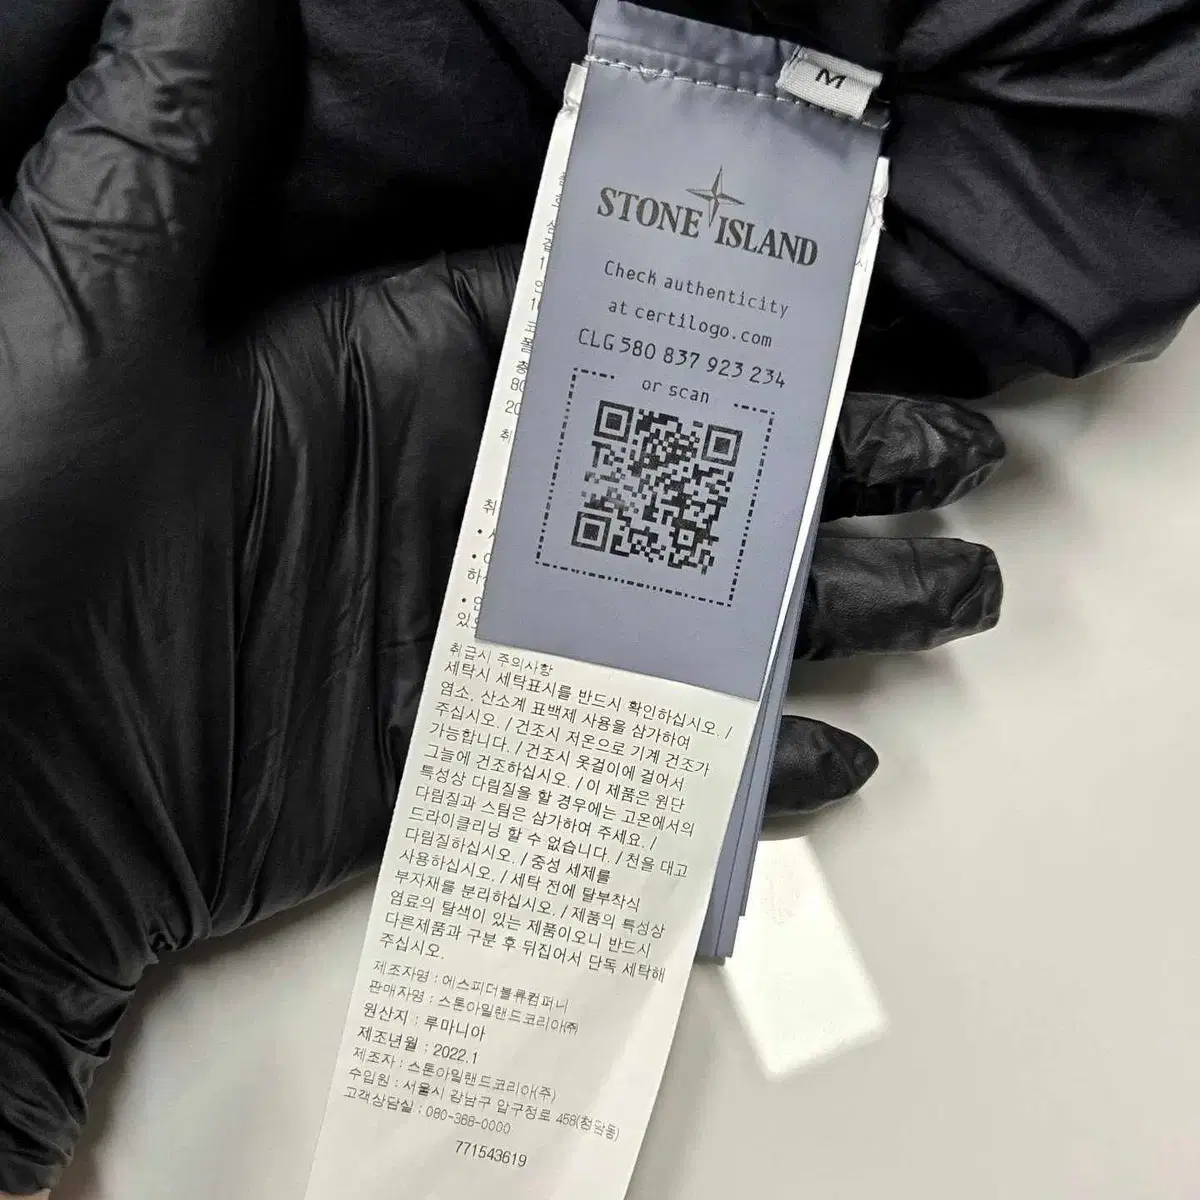 M
STONE ISLAND
Check authenticity
at certilogo.com
CLG 580 837 923 234
or scan
80
20
취급시 주의사항
세탁시 세탁표시를 반드시 확인하십시오. /
염소, 산소계 표백제 사용을 삼가하여
주십시오. / 건조시 저온으로 기계 건조가
가능합니다. / 건조시 옷걸이에 걸어서
그늘에 건조하십시오. / 이 제품은 원단
특성상 다림질을 할 경우에는 고온에서의
다림질과 스팀은 삼가하여 주세요. /
드라이클리닝 할 수 없습니다. / 천을 대고
다림질하십시오. / 중성 세제를
사용하십시오. / 세탁 전에 탈부착식
부자재를 분리하십시오. / 제품의 특성상
염료의 탈색이 있는 제품이오니 반드시
다른제품과 구분 후 뒤집어서 단독 세탁해
주십시오.
제조자명 : 에스피더블류컴퍼니
판매자명 : 스톤아일랜드코리아㈜
원산지 : 루마니아
제조년월 : 2022.1
제조자 : 스톤아일랜드코리아(주)
수입원 : 서울시 강남구 압구정로 458(청담동)
고객상담실 : 080-368-0000
771543619